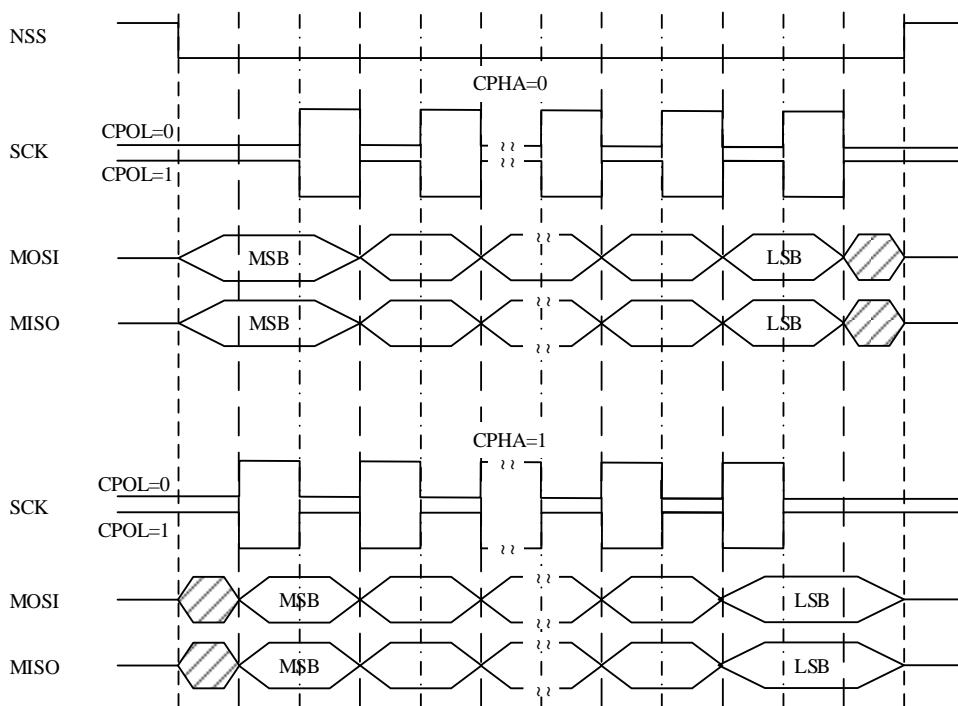 NSS
CPHA=0
CPOL=0
SCK
CPOL=1
MOSI MSB LSB
MISO MSB LSB
CPHA=1
CPOL=0
SCK
CPOL=1
MOSI MSB LSB
MISO MSB LSB